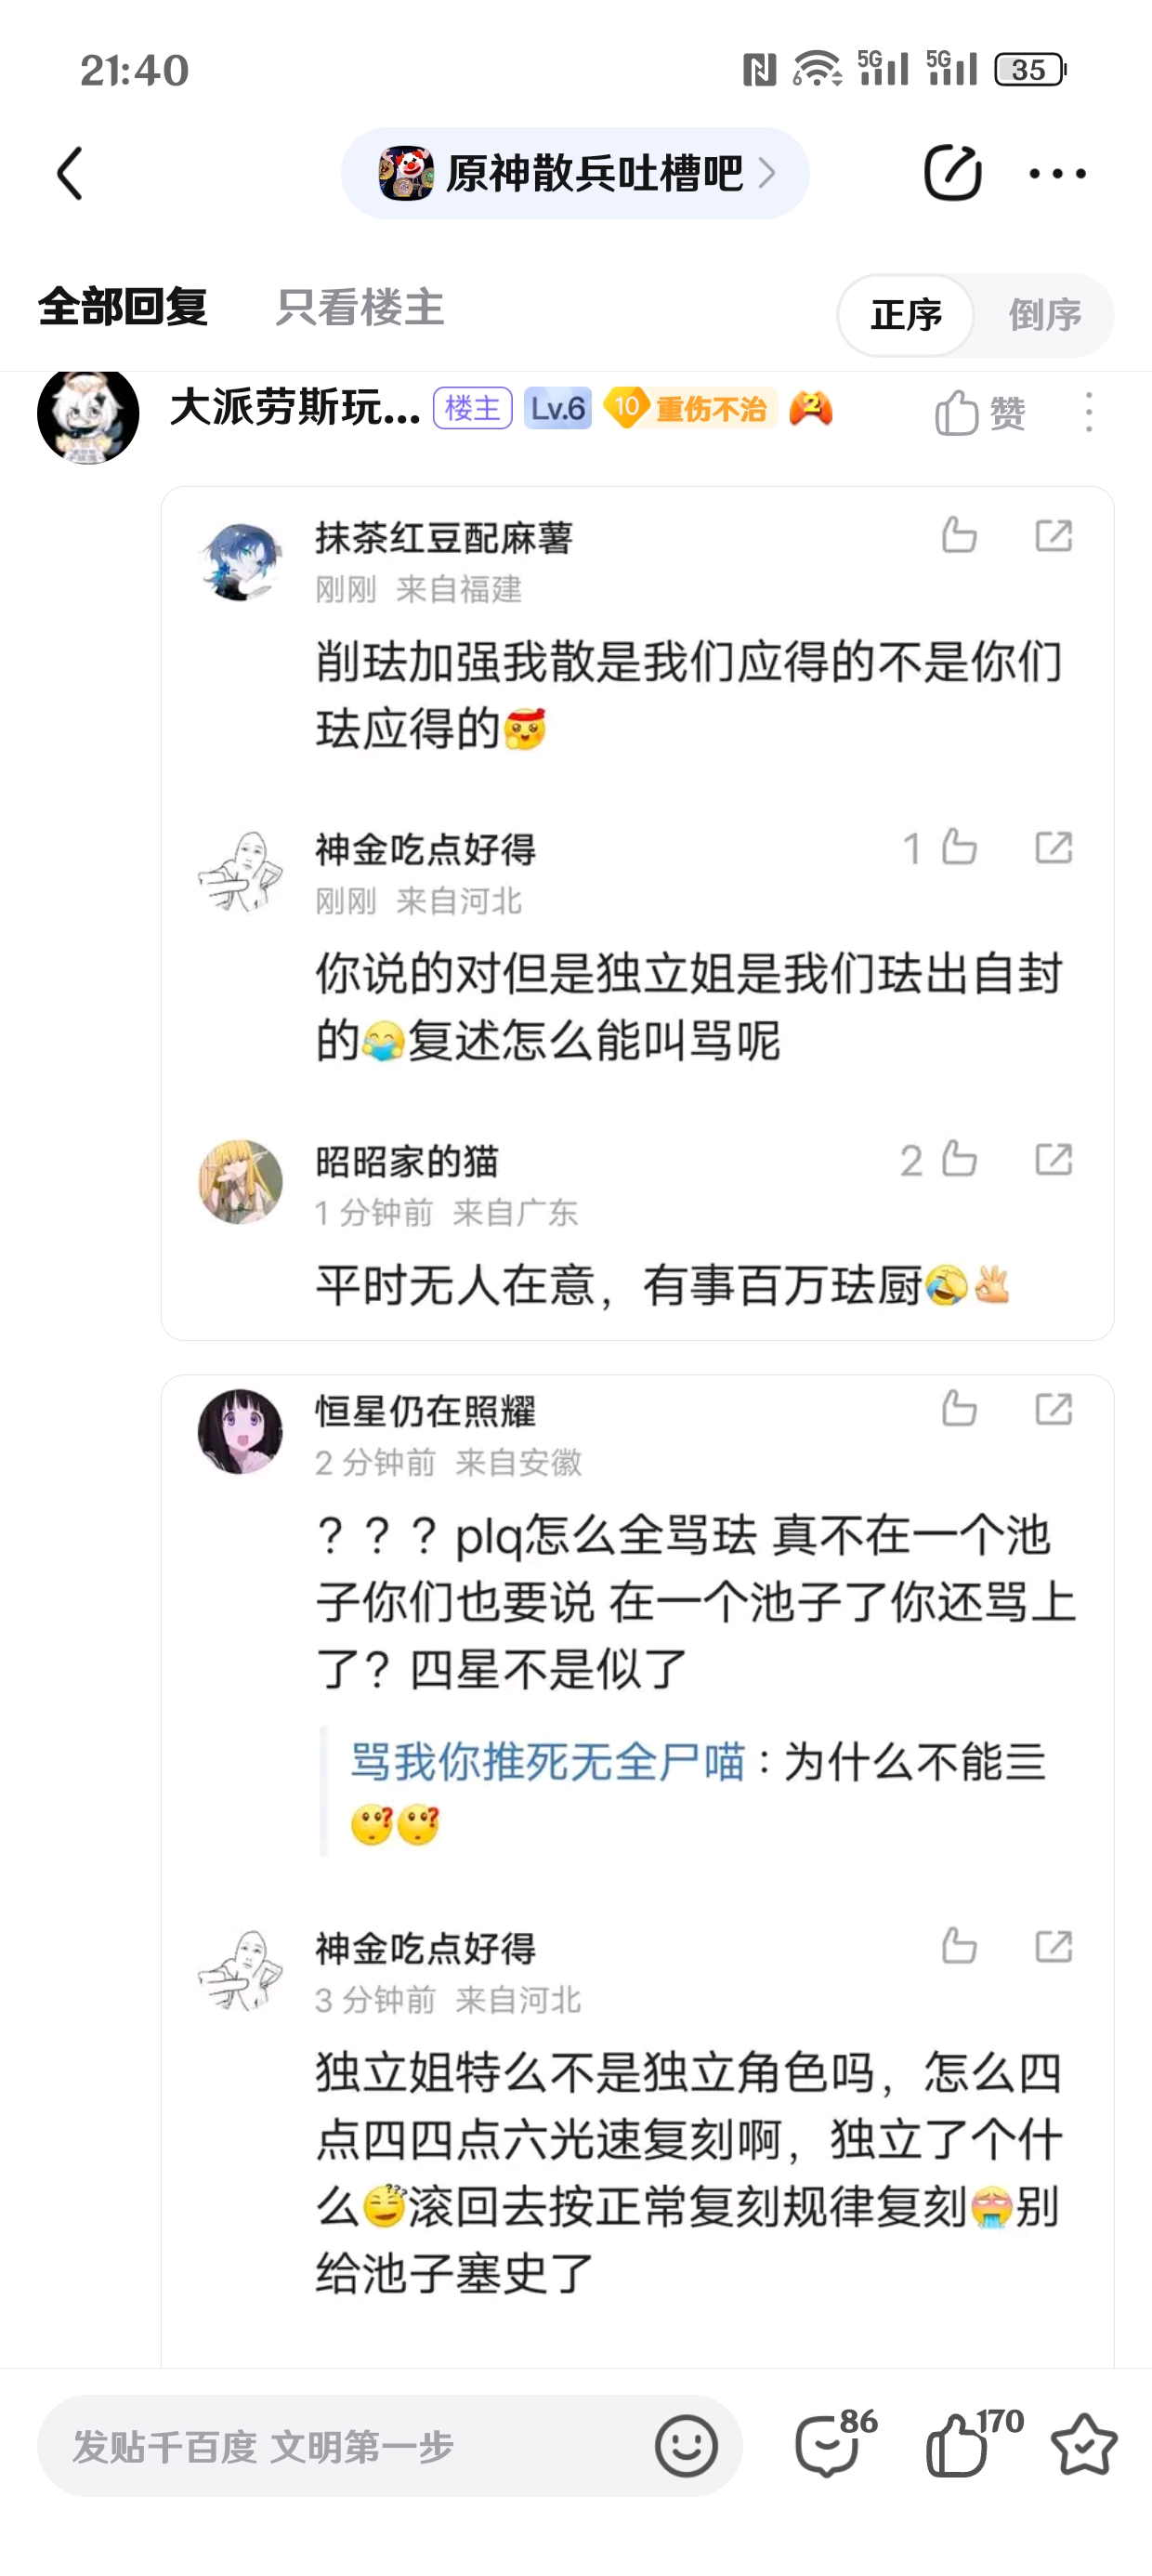 21:40
5G 5G 35
原神散兵吐槽吧
全部回复 只看楼主 正序 倒序
大派劳斯玩... 楼主 Lv.6 10 重伤不治 2 赞
抹茶红豆配麻薯
刚刚 来自福建
削珐加强我散是我们应得的不是你们
珐应得的
神金吃点好得 1
刚刚 来自河北
你说的对但是独立姐是我们珐出自封
的复述怎么能叫骂呢
昭昭家的猫 2
1 分钟前 来自广东
平时无人在意，有事百万珐厨
恒星仍在照耀
2 分钟前 来自安徽
？？？plq怎么全骂珐 真不在一个池
子你们也要说 在一个池子了你还骂上
了？四星不是似了
骂我你推死无全尸喵：为什么不能亖
神金吃点好得
3 分钟前 来自河北
独立姐特么不是独立角色吗，怎么四
点四四点六光速复刻啊，独立了个什
么滚回去按正常复刻规律复刻别
给池子塞史了
发贴千百度 文明第一步 86 170